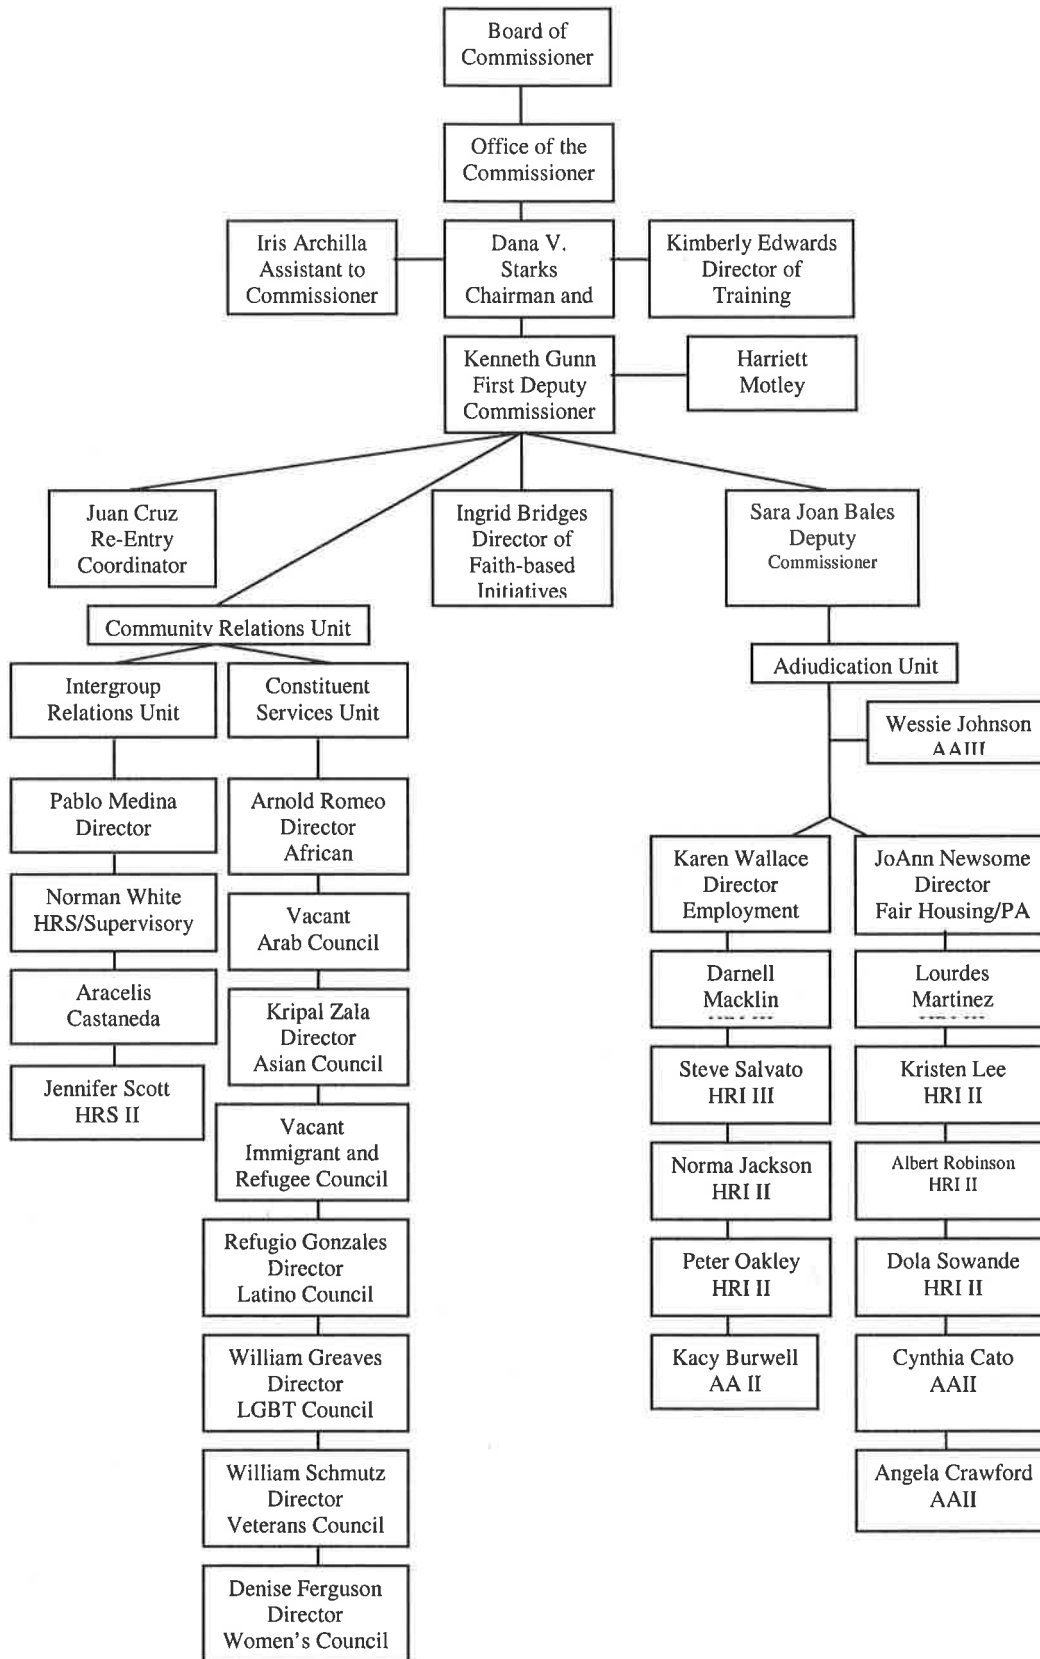 Board of
Commissioner
Office of the
Commissioner
Iris Archilla
Assistant to
Commissioner
Dana V.
Starks
Chairman and
Kimberly Edwards
Director of
Training
Kenneth Gunn
First Deputy
Commissioner
Harriett
Motley
Juan Cruz
Re-Entry
Coordinator
Ingrid Bridges
Director of
Faith-based
Initiatives
Sara Joan Bales
Deputy
Commissioner
Community Relations Unit
Adjudication Unit
Intergroup
Relations Unit
Constituent
Services Unit
Wessie Johnson
AAIII
Pablo Medina
Director
Norman White
HRS/Supervisory
Aracelis
Castaneda
Jennifer Scott
HRS II
Arnold Romeo
Director
African
Vacant
Arab Council
Kripal Zala
Director
Asian Council
Vacant
Immigrant and
Refugee Council
Refugio Gonzales
Director
Latino Council
William Greaves
Director
LGBT Council
William Schmutz
Director
Veterans Council
Denise Ferguson
Director
Women's Council
Karen Wallace
Director
Employment
Darnell
Macklin
Steve Salvato
HRI III
Norma Jackson
HRI II
Peter Oakley
HRI II
Kacy Burwell
AA II
JoAnn Newsome
Director
Fair Housing/PA
Lourdes
Martinez
Kristen Lee
HRI II
Albert Robinson
HRI II
Dola Sowande
HRI II
Cynthia Cato
AAII
Angela Crawford
AAII